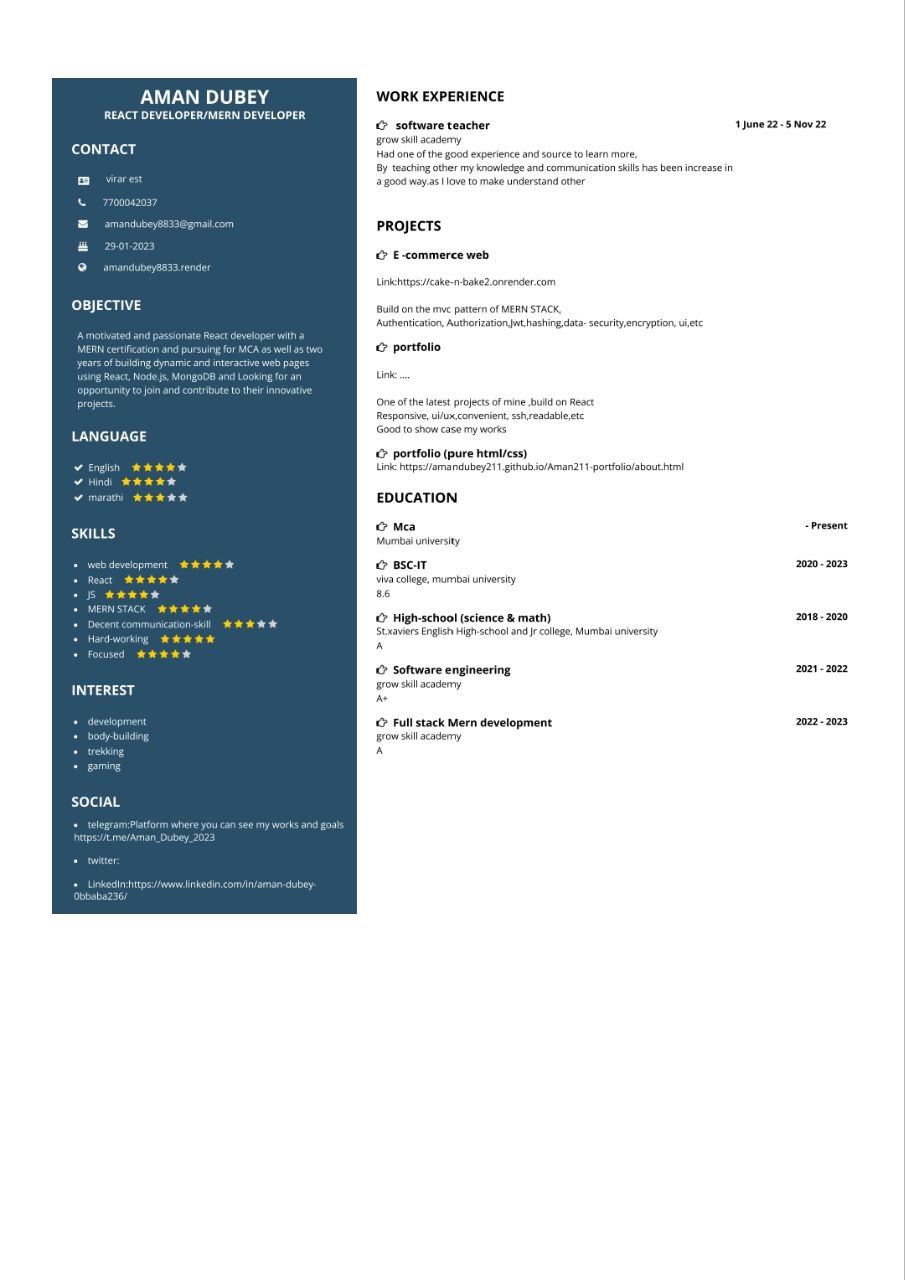 AMAN DUBEY
REACT DEVELOPER/MERN DEVELOPER
CONTACT
virar est
7700042037
amandubey8833@gmail.com
29-01-2023
amandubey8833.render
OBJECTIVE
A motivated and passionate React developer with a
MERN certification and pursuing for MCA as well as two
years of building dynamic and interactive web pages
using React, Node.js, MongoDB and Looking for an
opportunity to join and contribute to their innovative
projects.
LANGUAGE
English
Hindi
marathi
SKILLS
web development
React
JS
MERN STACK
Decent communication-skill
Hard-working
Focused
INTEREST
development
body-building
trekking
gaming
SOCIAL
telegram:Platform where you can see my works and goals
https://t.me/Aman_Dubey_2023
twitter:
LinkedIn:https://www.linkedin.com/in/aman-dubey-
0bbaba236/
WORK EXPERIENCE
software teacher 1 June 22 - 5 Nov 22
grow skill academy
Had one of the good experience and source to learn more,
By teaching other my knowledge and communication skills has been increase in
a good way.as I love to make understand other
PROJECTS
E -commerce web
Link:https://cake-n-bake2.onrender.com
Build on the mvc pattern of MERN STACK,
Authentication, Authorization,Jwt,hashing,data- security,encryption, ui,etc
portfolio
Link: ....
One of the latest projects of mine ,build on React
Responsive, ui/ux,convenient, ssh,readable,etc
Good to show case my works
portfolio (pure html/css)
Link: https://amandubey211.github.io/Aman211-portfolio/about.html
EDUCATION
Mca - Present
Mumbai university
BSC-IT 2020 - 2023
viva college, mumbai university
8.6
High-school (science & math) 2018 - 2020
St.xaviers English High-school and Jr college, Mumbai university
A
Software engineering 2021 - 2022
grow skill academy
A+
Full stack Mern development 2022 - 2023
grow skill academy
A